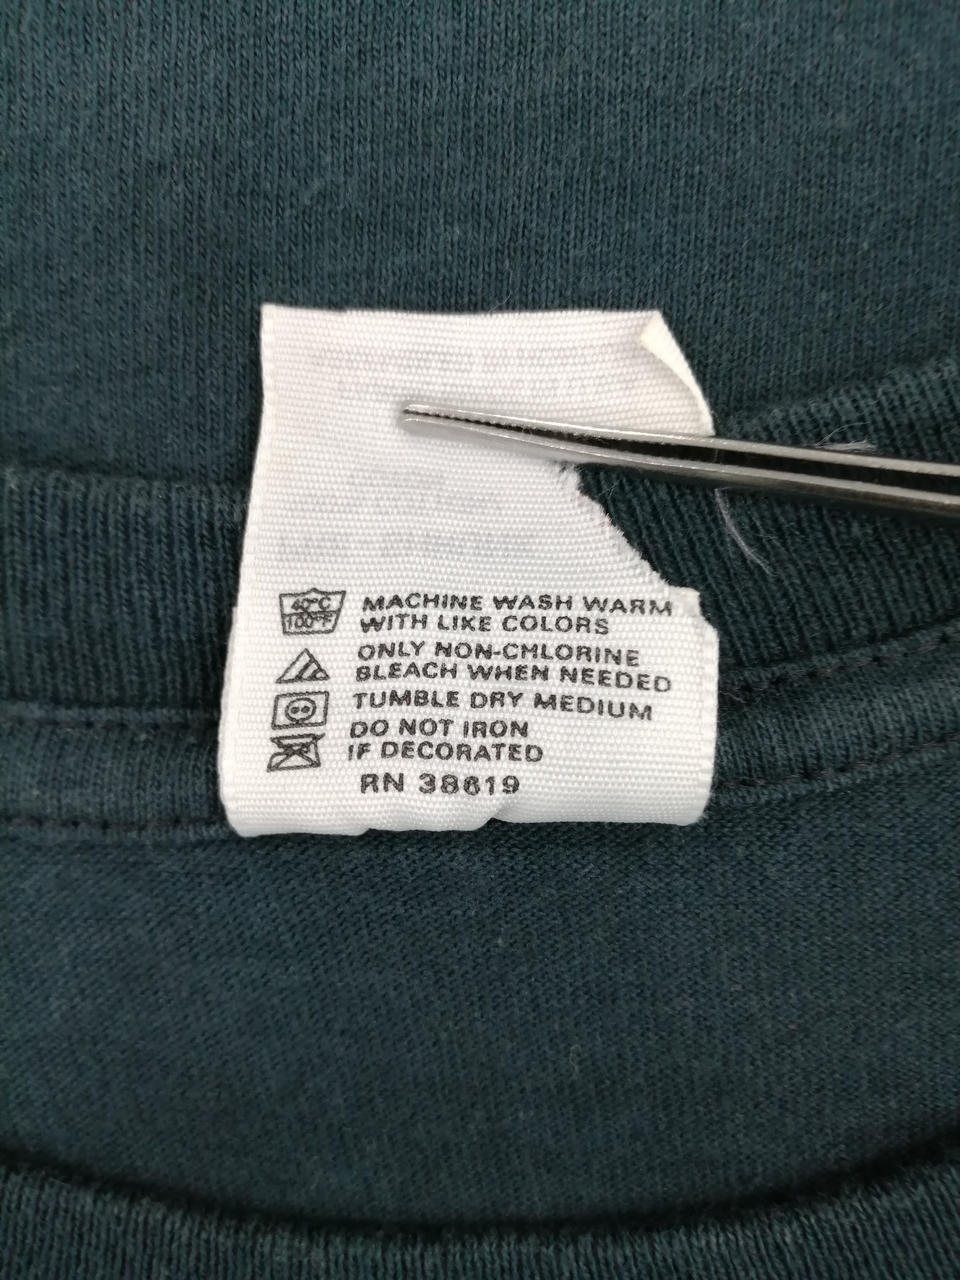 40°C
100°F
MACHINE WASH WARM
WITH LIKE COLORS
ONLY NON-CHLORINE
BLEACH WHEN NEEDED
TUMBLE DRY MEDIUM
DO NOT IRON
IF DECORATED
RN 38619